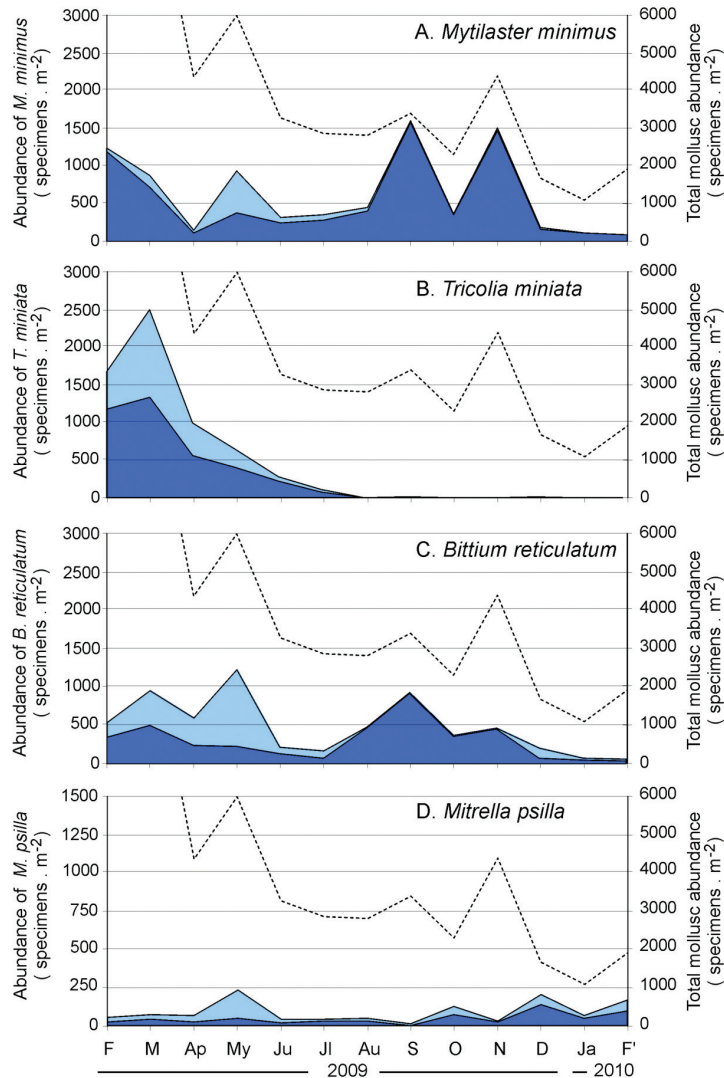 A. Mytilaster minimus
Abundance of M. minimus
( specimens . m-2)
3000
2500
2000
1500
1000
500
0
6000
5000
4000
3000
2000
1000
0
Total mollusc abundance
( specimens . m-2)
B. Tricolia miniata
Abundance of T. miniata
( specimens . m-2)
3000
2500
2000
1500
1000
500
0
6000
5000
4000
3000
2000
1000
0
Total mollusc abundance
( specimens . m-2)
C. Bittium reticulatum
Abundance of B. reticulatum
( specimens . m-2)
3000
2500
2000
1500
1000
500
0
6000
5000
4000
3000
2000
1000
0
Total mollusc abundance
( specimens . m-2)
D. Mitrella psilla
Abundance of M. psilla
( specimens . m-2)
1500
1250
1000
750
500
250
0
6000
5000
4000
3000
2000
1000
0
Total mollusc abundance
( specimens . m-2)
F M Ap My Ju Jl Au S O N D Ja F'
2009 2010